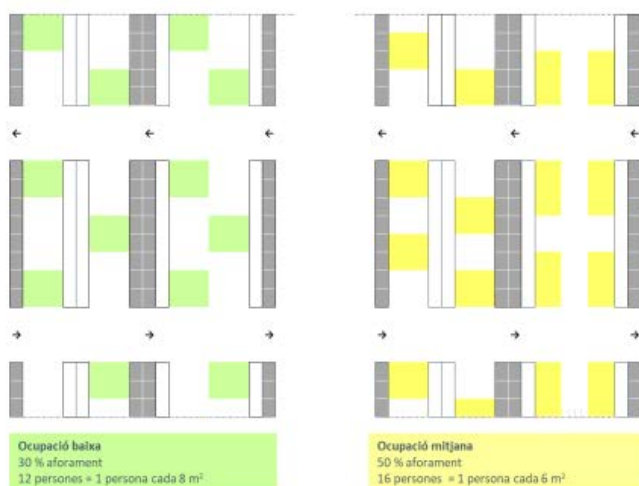 Ocupació baixa
30 % aforament
12 persones = 1 persona cada 8 m²
Ocupació mitjana
50 % aforament
16 persones = 1 persona cada 6 m²